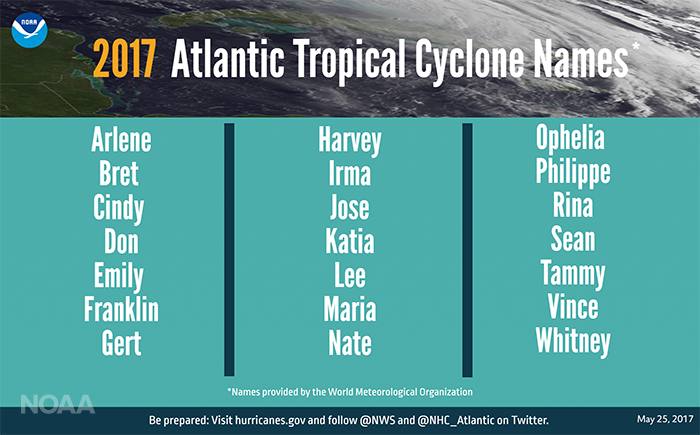 NOAA
2017 Atlantic Tropical Cyclone Names*
Arlene
Bret
Cindy
Don
Emily
Franklin
Gert
Harvey
Irma
Jose
Katia
Lee
Maria
Nate
Ophelia
Philippe
Rina
Sean
Tammy
Vince
Whitney
*Names provided by the World Meteorological Organization
NOAA
Be prepared: Visit hurricanes.gov and follow @NWS and @NHC_Atlantic on Twitter.
May 25, 2017